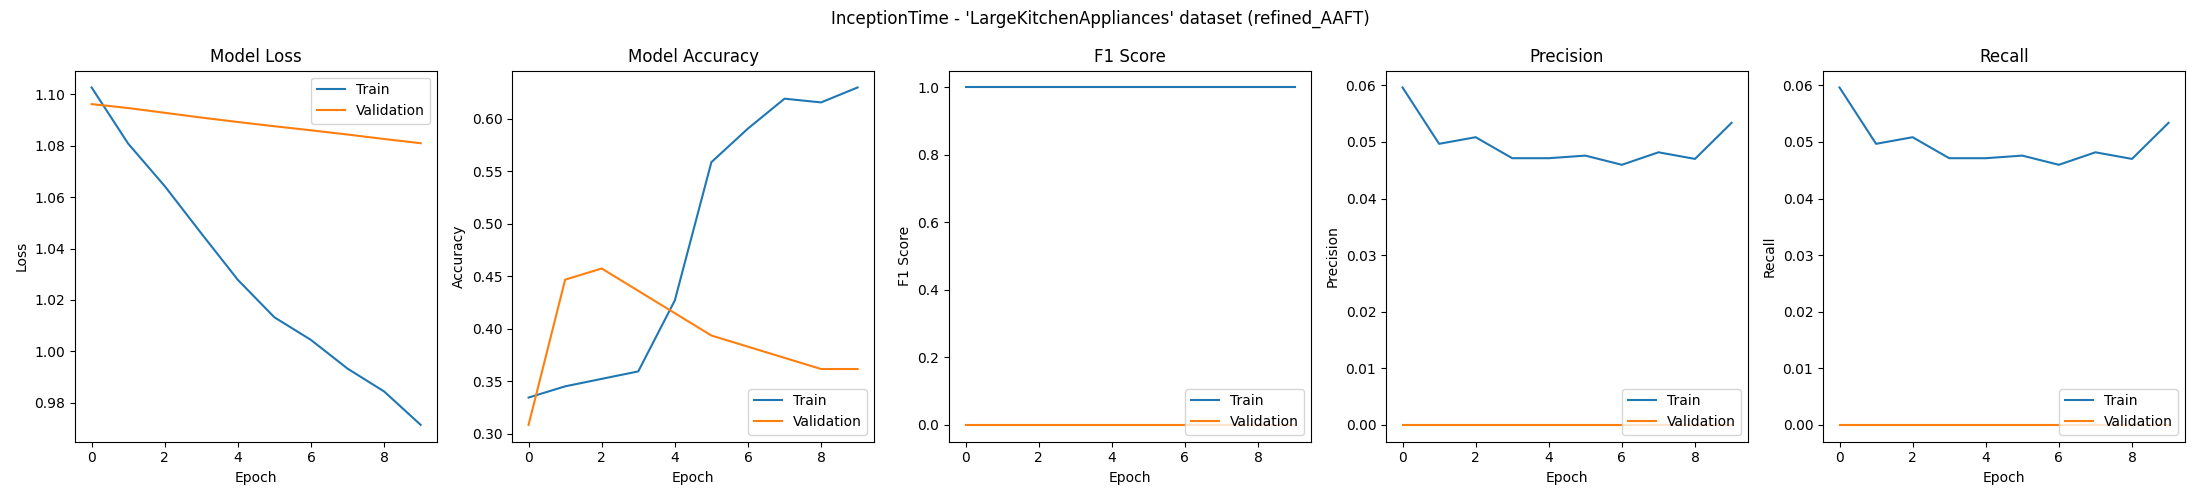 InceptionTime - 'LargeKitchenAppliances' dataset (refined_AAFT)
Model Loss
Loss
1.10
1.08
1.06
1.04
1.02
1.00
0.98
0 2 4 6 8
Epoch
Train
Validation
Model Accuracy
Accuracy
0.60
0.55
0.50
0.45
0.40
0.35
0.30
0 2 4 6 8
Epoch
Train
Validation
F1 Score
F1 Score
1.0
0.8
0.6
0.4
0.2
0.0
0 2 4 6 8
Epoch
Train
Validation
Precision
Precision
0.06
0.05
0.04
0.03
0.02
0.01
0.00
0 2 4 6 8
Epoch
Train
Validation
Recall
Recall
0.06
0.05
0.04
0.03
0.02
0.01
0.00
0 2 4 6 8
Epoch
Train
Validation